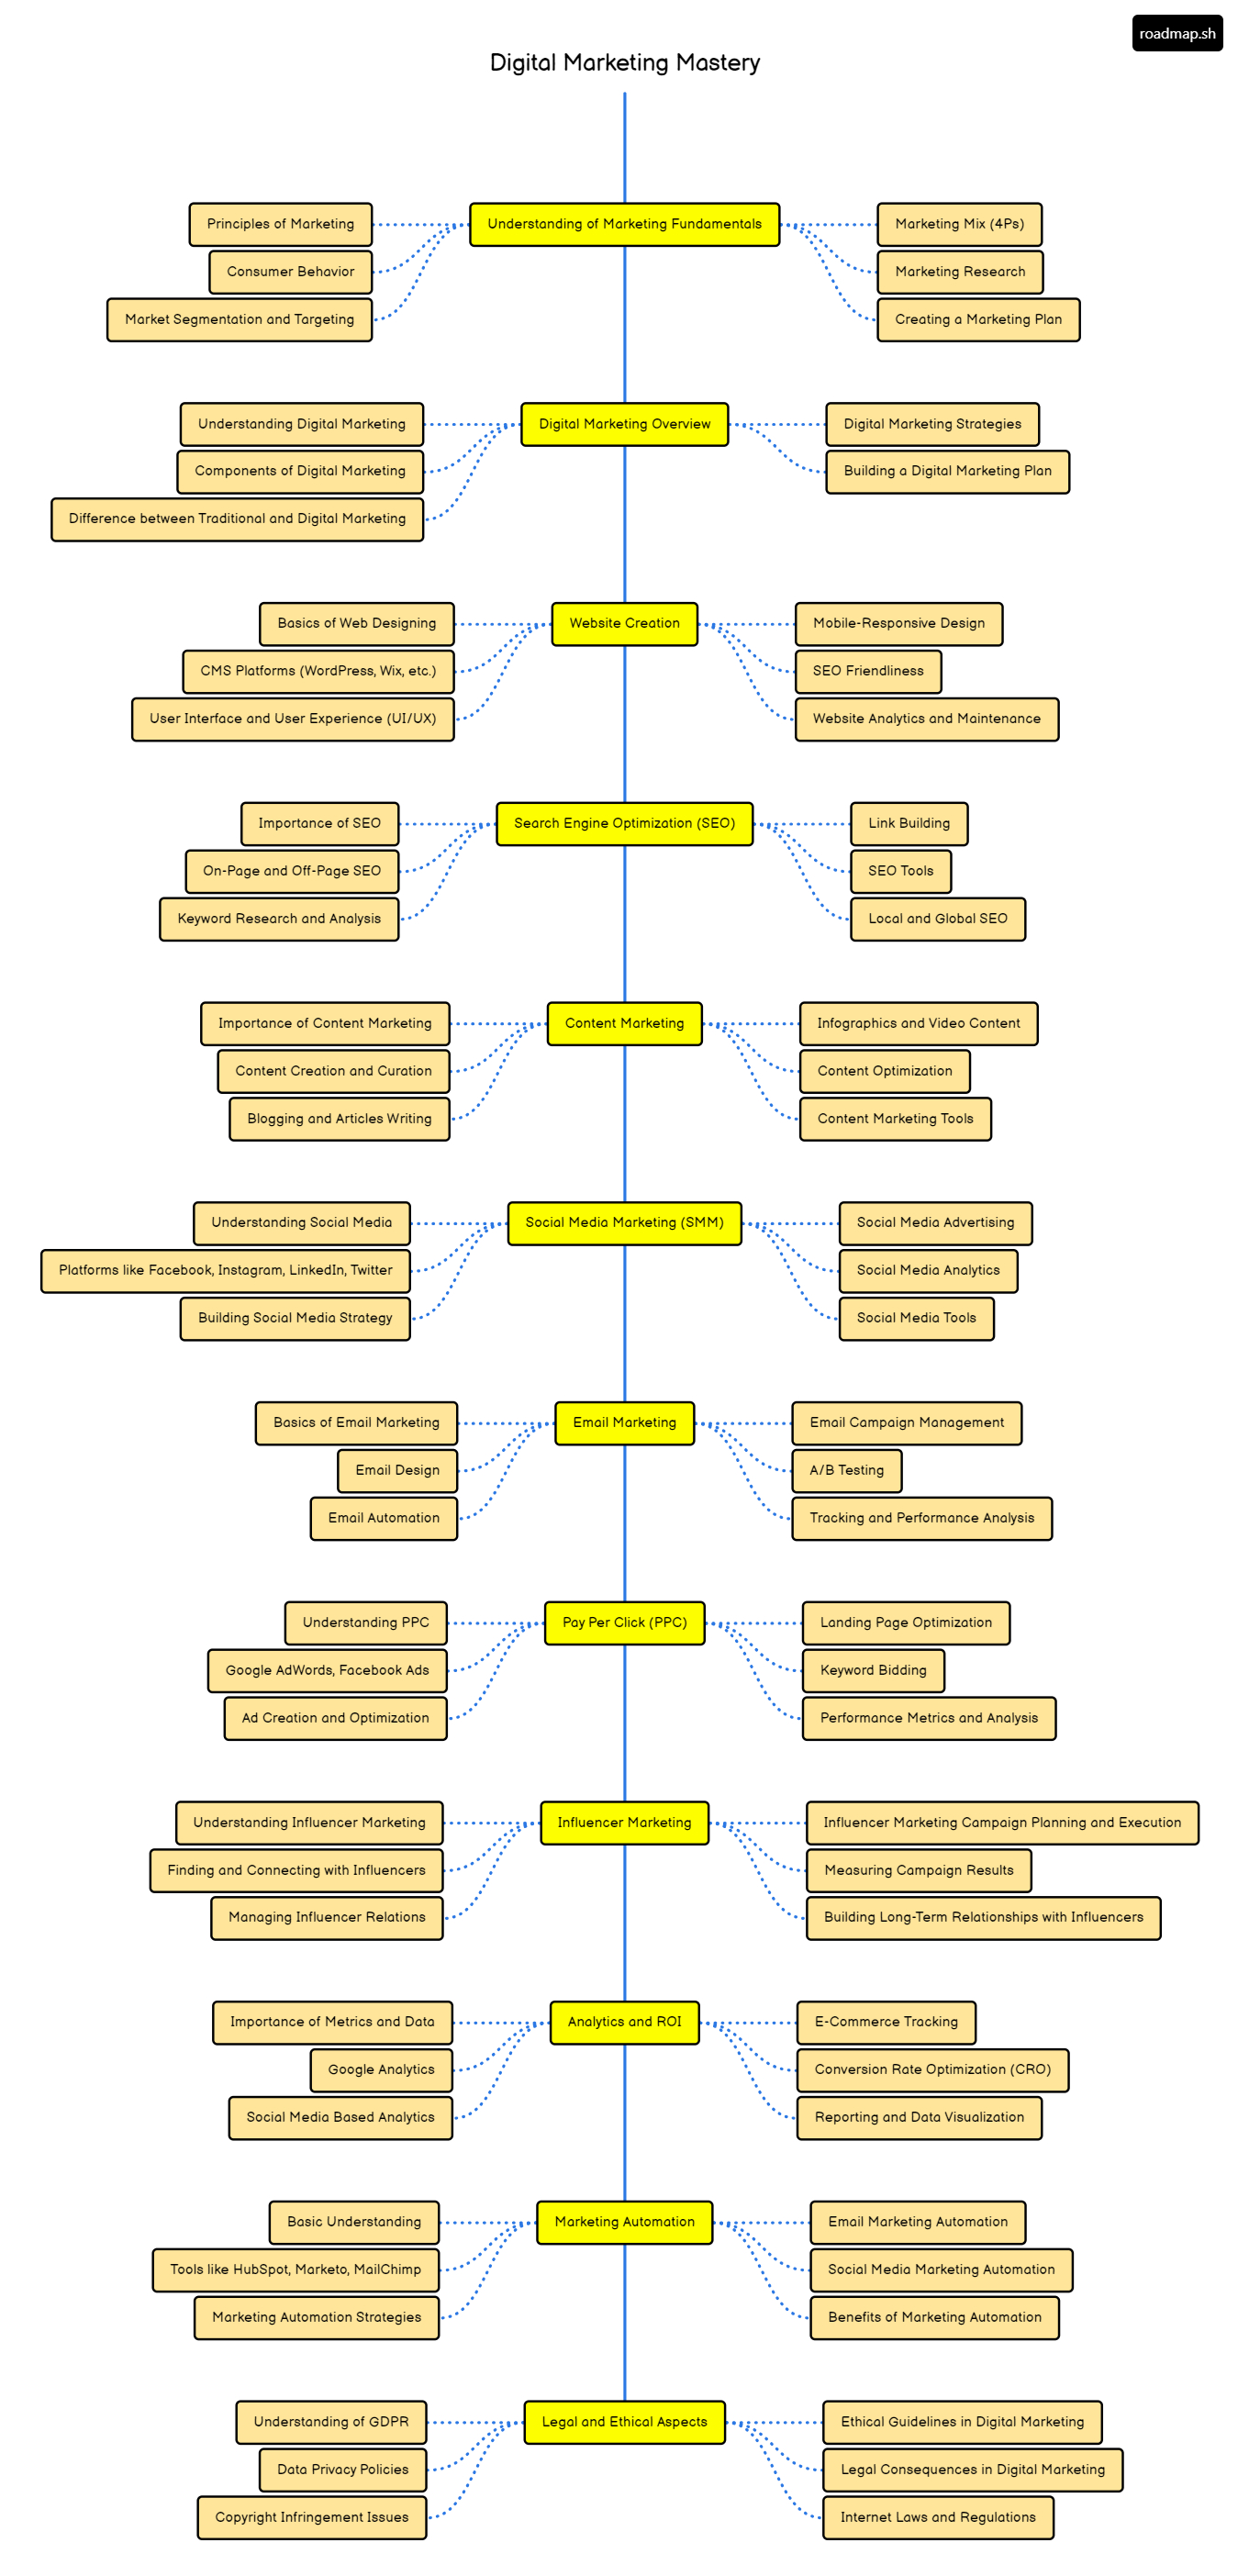 roadmap.sh
Digital Marketing Mastery
Understanding of Marketing Fundamentals
Principles of Marketing
Consumer Behavior
Market Segmentation and Targeting
Marketing Mix (4Ps)
Marketing Research
Creating a Marketing Plan
Digital Marketing Overview
Understanding Digital Marketing
Components of Digital Marketing
Difference between Traditional and Digital Marketing
Digital Marketing Strategies
Building a Digital Marketing Plan
Website Creation
Basics of Web Designing
CMS Platforms (WordPress, Wix, etc.)
User Interface and User Experience (UI/UX)
Mobile-Responsive Design
SEO Friendliness
Website Analytics and Maintenance
Search Engine Optimization (SEO)
Importance of SEO
On-Page and Off-Page SEO
Keyword Research and Analysis
Link Building
SEO Tools
Local and Global SEO
Content Marketing
Importance of Content Marketing
Content Creation and Curation
Blogging and Articles Writing
Infographics and Video Content
Content Optimization
Content Marketing Tools
Social Media Marketing (SMM)
Understanding Social Media
Platforms like Facebook, Instagram, LinkedIn, Twitter
Building Social Media Strategy
Social Media Advertising
Social Media Analytics
Social Media Tools
Email Marketing
Basics of Email Marketing
Email Design
Email Automation
Email Campaign Management
A/B Testing
Tracking and Performance Analysis
Pay Per Click (PPC)
Understanding PPC
Google AdWords, Facebook Ads
Ad Creation and Optimization
Landing Page Optimization
Keyword Bidding
Performance Metrics and Analysis
Influencer Marketing
Understanding Influencer Marketing
Finding and Connecting with Influencers
Managing Influencer Relations
Influencer Marketing Campaign Planning and Execution
Measuring Campaign Results
Building Long-Term Relationships with Influencers
Analytics and ROI
Importance of Metrics and Data
Google Analytics
Social Media Based Analytics
E-Commerce Tracking
Conversion Rate Optimization (CRO)
Reporting and Data Visualization
Marketing Automation
Basic Understanding
Tools like HubSpot, Marketo, MailChimp
Marketing Automation Strategies
Email Marketing Automation
Social Media Marketing Automation
Benefits of Marketing Automation
Legal and Ethical Aspects
Understanding of GDPR
Data Privacy Policies
Copyright Infringement Issues
Ethical Guidelines in Digital Marketing
Legal Consequences in Digital Marketing
Internet Laws and Regulations